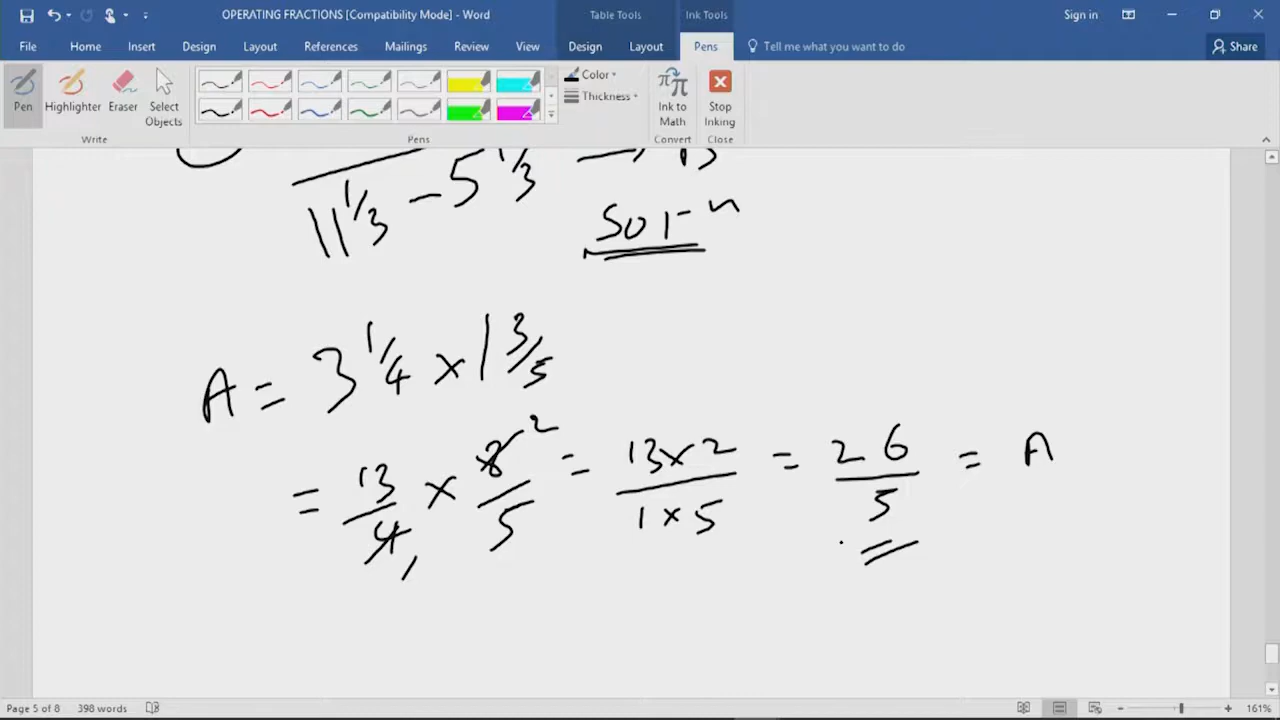 OPERATING FRACTIONS [Compatibility Mode] - Word
Table Tools
Ink Tools
Sign in
File Home Insert Design Layout References Mailings Review View Design Layout Pens Tell me what you want to do Share
Pen Highlighter Eraser Select Objects
Color
Thickness
Ink to Math
Stop Inking
Write Pens Convert Close
11 1/3 - 5 1/3
Sol-n
A = 3 1/4 × 1 3/5
= 13/4 × 8/5 = 13×2/1×5 = 26/5 = A
2
1
Page 5 of 8 398 words 161%